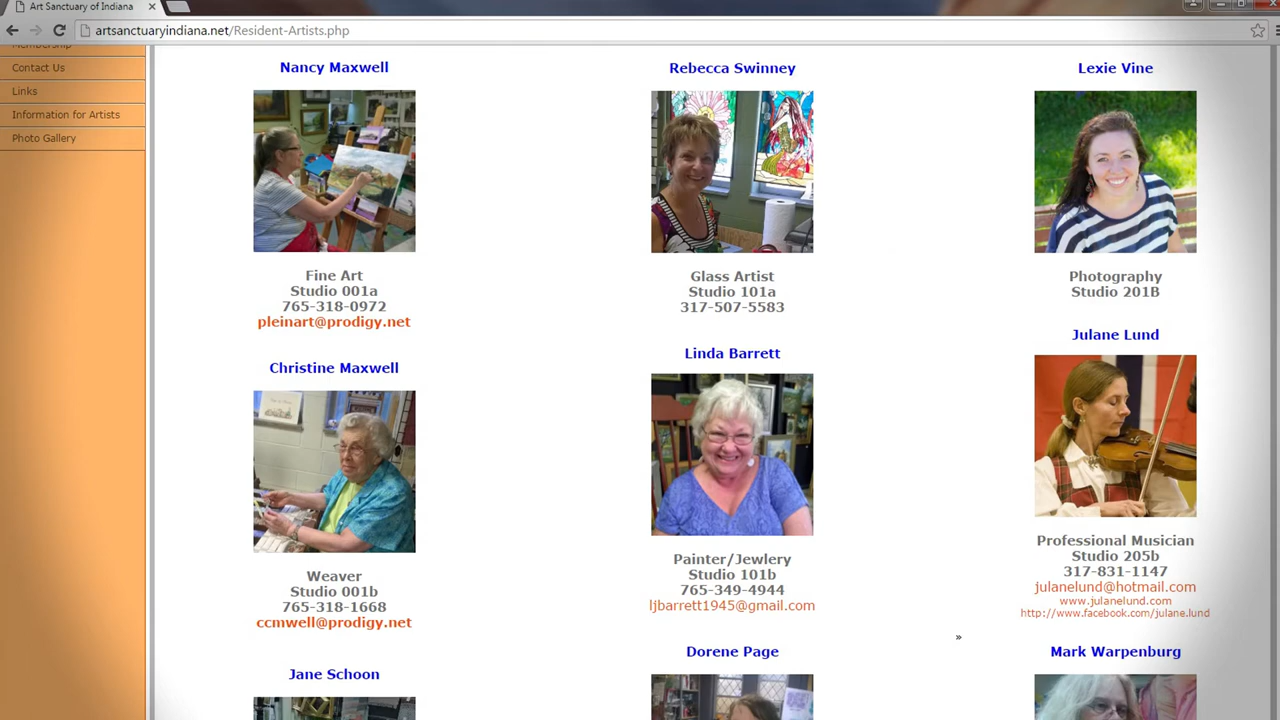 Art Sanctuary of Indiana
artsanctuaryindiana.net/Resident-Artists.php
Membership
Contact Us
Links
Information for Artists
Photo Gallery
Nancy Maxwell
Fine Art
Studio 001a
765-318-0972
pleinart@prodigy.net
Christine Maxwell
Weaver
Studio 001b
765-318-1668
ccmwell@prodigy.net
Jane Schoon
Rebecca Swinney
Glass Artist
Studio 101a
317-507-5583
Linda Barrett
Painter/Jewlery
Studio 101b
765-349-4944
ljbarrett1945@gmail.com
Dorene Page
Lexie Vine
Photography
Studio 201B
Julane Lund
Professional Musician
Studio 205b
317-831-1147
julanelund@hotmail.com
www.julanelund.com
http://www.facebook.com/julane.lund
»
Mark Warpenburg